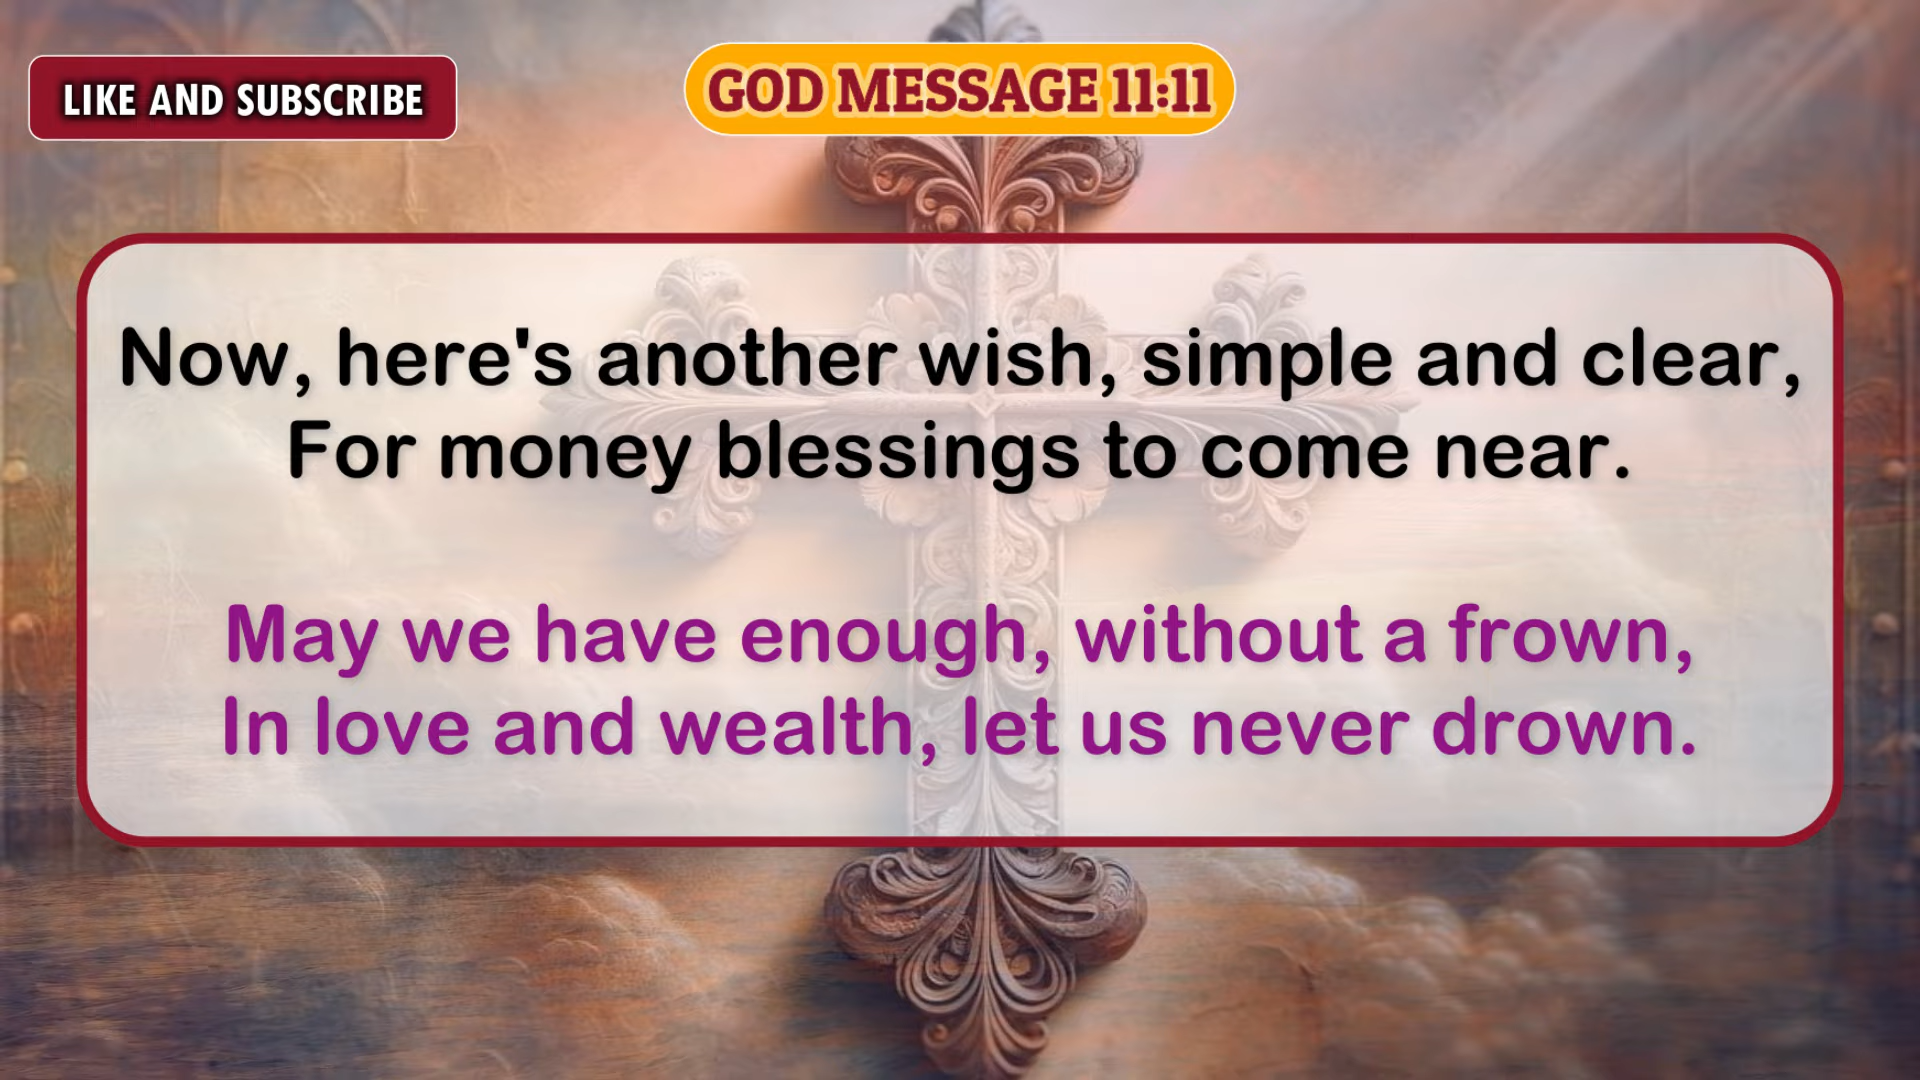 LIKE AND SUBSCRIBE
GOD MESSAGE 11:11
Now, here's another wish, simple and clear,
For money blessings to come near.
May we have enough, without a frown,
In love and wealth, let us never drown.